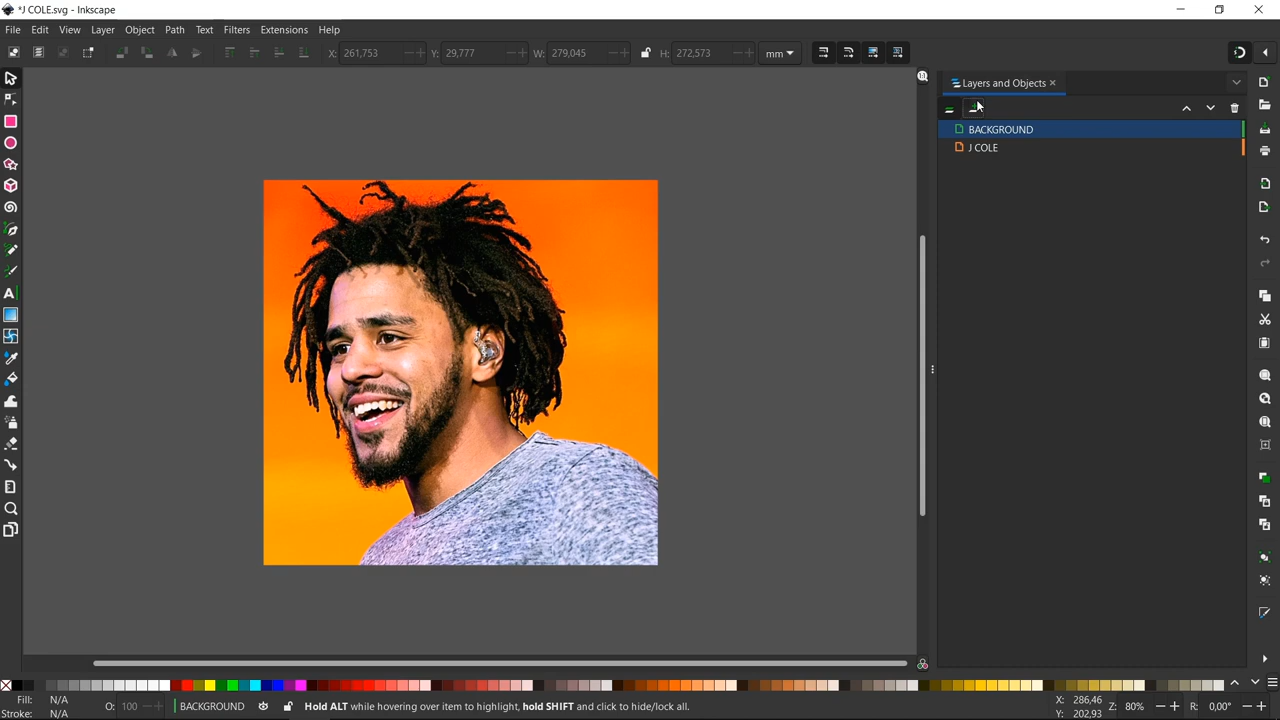 *J COLE.svg - Inkscape
File Edit View Layer Object Path Text Filters Extensions Help
X: 261,753 Y: 29,777 W: 279,045 H: 272,573 mm
Layers and Objects
BACKGROUND
J COLE
Fill: N/A
Stroke: N/A
O: 100
BACKGROUND
Hold ALT while hovering over item to highlight, hold SHIFT and click to hide/lock all.
X: 286,46
Y: 202,93
Z: 80%
R: 0,00°